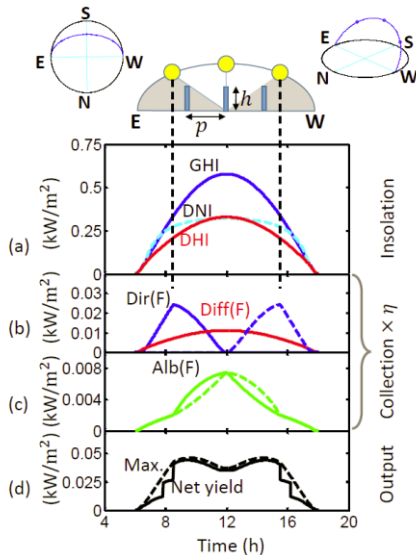 S
E W
N
E W
h
p
E S
N W
0.75
0.5
0.25
0
(kW/m²) (kW/m²)
GHI
DNI
DHI
(a)
Insolation
0.03
0.02
0.01
0
(kW/m²)
Dir(F) Diff(F)
(b)
0.008
0.004
0
(kW/m²)
Alb(F)
(c)
Collection × η
0.05
0.025
0
(kW/m²)
Max.
Net yield
(d)
Output
4 8 12 16 20
Time (h)